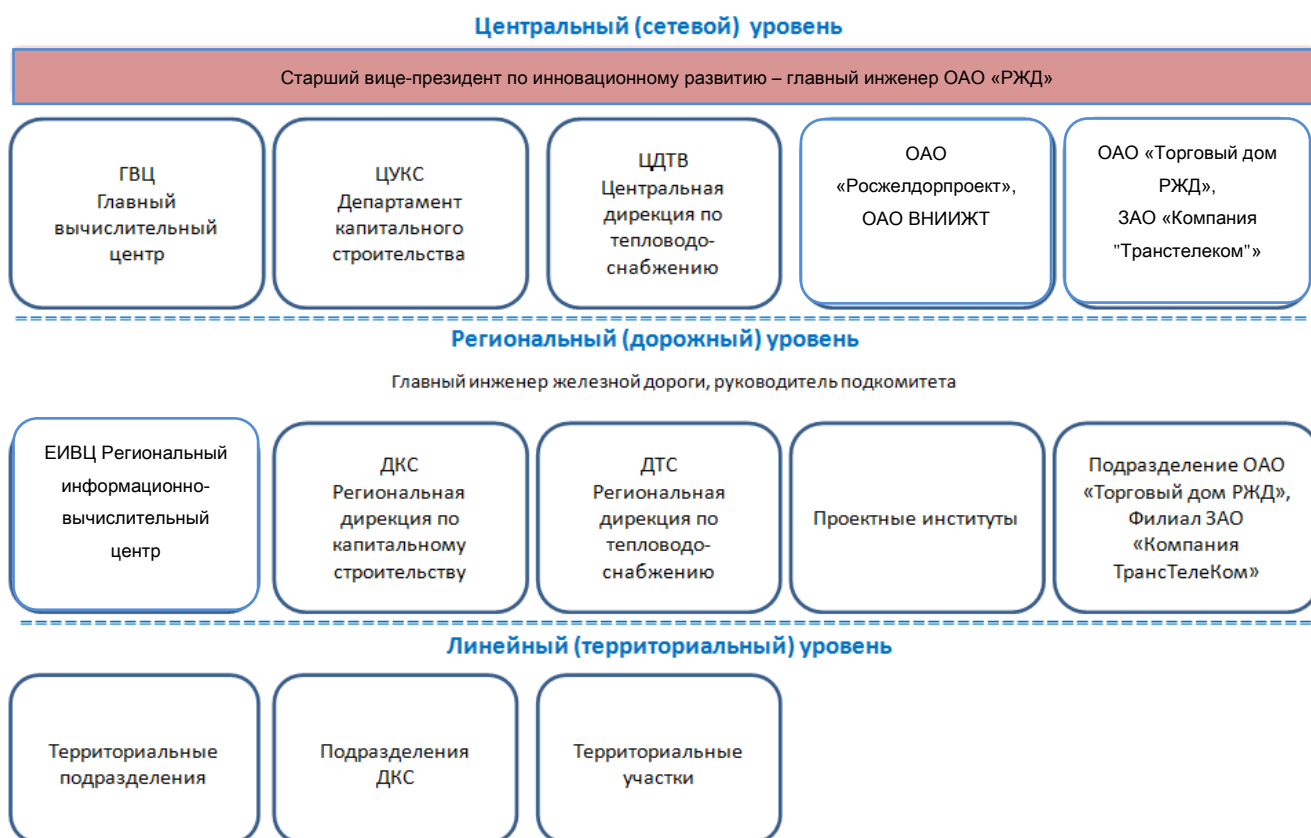 Центральный (сетевой) уровень
Старший вице-президент по инновационному развитию – главный инженер ОАО «РЖД»
ГВЦ
Главный
вычислительный
центр
ЦУКС
Департамент
капитального
строительства
ЦДТВ
Центральная
дирекция по
тепловодо-
снабжению
ОАО
«Росжелдорпроект»,
ОАО ВНИИЖТ
ОАО «Торговый дом
РЖД»,
ЗАО «Компания
"Транстелеком"»
Региональный (дорожный) уровень
Главный инженер железной дороги, руководитель подкомитета
ЕИВЦ Региональный
информационно-
вычислительный
центр
ДКС
Региональная
дирекция по
капитальному
строительству
ДТС
Региональная
дирекция по
тепловодо-
снабжению
Проектные институты
Подразделение ОАО
«Торговый дом РЖД»,
Филиал ЗАО
«Компания
ТрансТелеКом»
Линейный (территориальный) уровень
Территориальные
подразделения
Подразделения
ДКС
Территориальные
участки